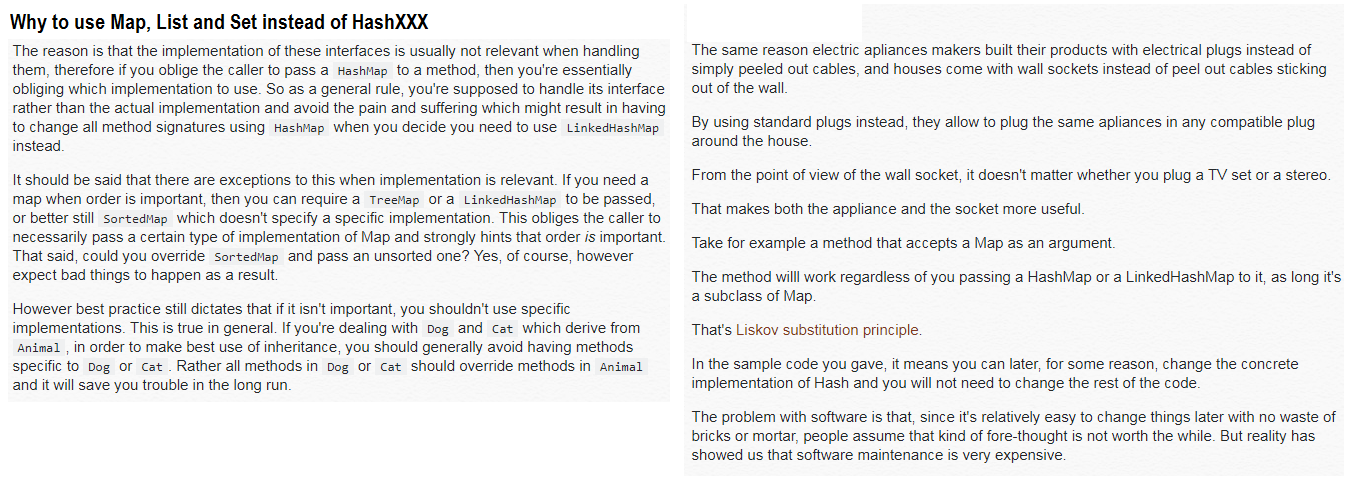 Why to use Map, List and Set instead of HashXXX
The reason is that the implementation of these interfaces is usually not relevant when handling
them, therefore if you oblige the caller to pass a HashMap to a method, then you're essentially
obliging which implementation to use. So as a general rule, you're supposed to handle its interface
rather than the actual implementation and avoid the pain and suffering which might result in having
to change all method signatures using HashMap when you decide you need to use LinkedHashMap
instead.
It should be said that there are exceptions to this when implementation is relevant. If you need a
map when order is important, then you can require a TreeMap or a LinkedHashMap to be passed,
or better still SortedMap which doesn't specify a specific implementation. This obliges the caller to
necessarily pass a certain type of implementation of Map and strongly hints that order is important.
That said, could you override SortedMap and pass an unsorted one? Yes, of course, however
expect bad things to happen as a result.
However best practice still dictates that if it isn't important, you shouldn't use specific
implementations. This is true in general. If you're dealing with Dog and Cat which derive from
Animal , in order to make best use of inheritance, you should generally avoid having methods
specific to Dog or Cat . Rather all methods in Dog or Cat should override methods in Animal
and it will save you trouble in the long run.
The same reason electric apliances makers built their products with electrical plugs instead of
simply peeled out cables, and houses come with wall sockets instead of peel out cables sticking
out of the wall.
By using standard plugs instead, they allow to plug the same apliances in any compatible plug
around the house.
From the point of view of the wall socket, it doesn't matter whether you plug a TV set or a stereo.
That makes both the appliance and the socket more useful.
Take for example a method that accepts a Map as an argument.
The method willl work regardless of you passing a HashMap or a LinkedHashMap to it, as long it's
a subclass of Map.
That's Liskov substitution principle.
In the sample code you gave, it means you can later, for some reason, change the concrete
implementation of Hash and you will not need to change the rest of the code.
The problem with software is that, since it's relatively easy to change things later with no waste of
bricks or mortar, people assume that kind of fore-thought is not worth the while. But reality has
showed us that software maintenance is very expensive.